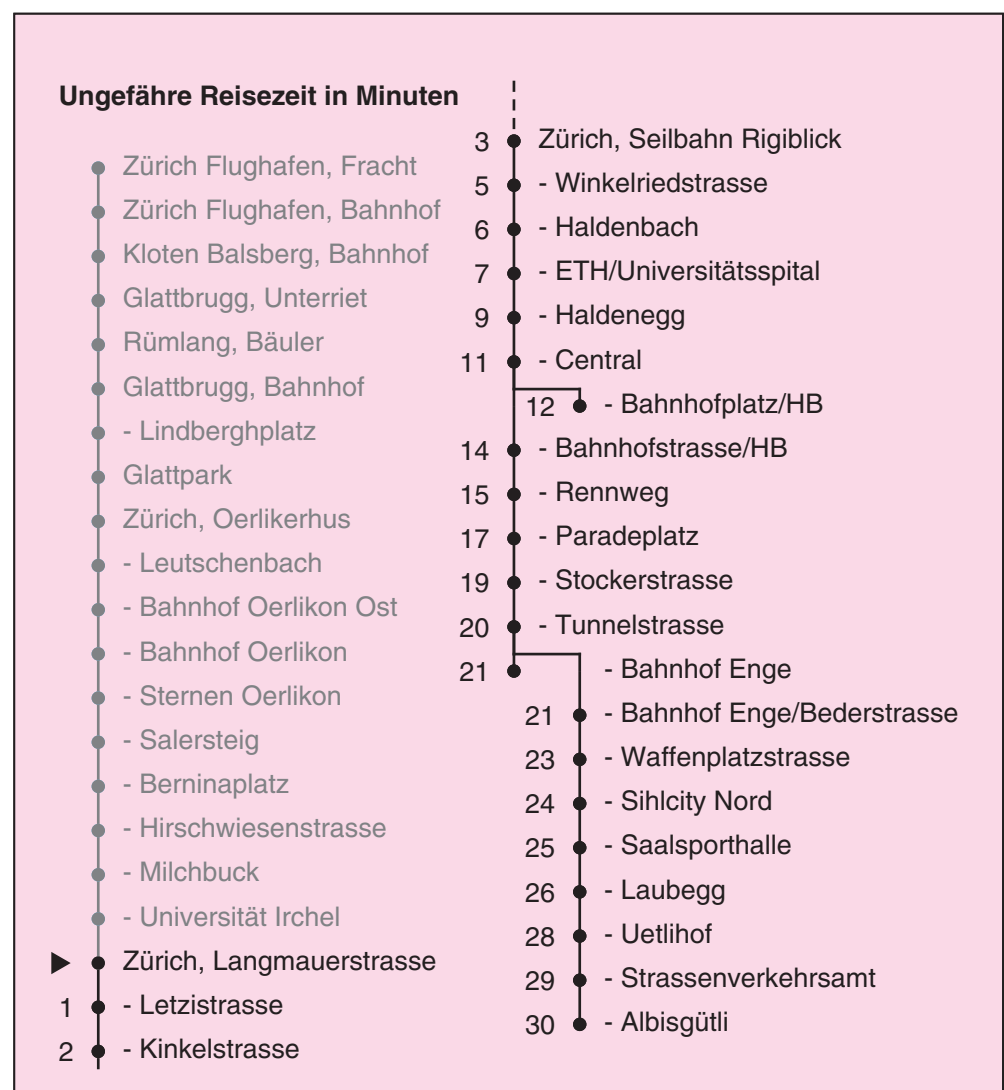 Ungefähre Reisezeit in Minuten
Zürich Flughafen, Fracht
Zürich Flughafen, Bahnhof
Kloten Balsberg, Bahnhof
Glattbrugg, Unterriet
Rümlang, Bäuler
Glattbrugg, Bahnhof
- Lindberghplatz
Glattpark
Zürich, Oerlikerhus
- Leutschenbach
- Bahnhof Oerlikon Ost
- Bahnhof Oerlikon
- Sternen Oerlikon
- Salersteig
- Berninaplatz
- Hirschwiesenstrasse
- Milchbuck
- Universität Irchel
Zürich, Langmauerstrasse
1 - Letzistrasse
2 - Kinkelstrasse
3 Zürich, Seilbahn Rigiblick
5 - Winkelriedstrasse
6 - Haldenbach
7 - ETH/Universitätsspital
9 - Haldenegg
11 - Central
12 - Bahnhofplatz/HB
14 - Bahnhofstrasse/HB
15 - Rennweg
17 - Paradeplatz
19 - Stockerstrasse
20 - Tunnelstrasse
21 - Bahnhof Enge
21 - Bahnhof Enge/Bederstrasse
23 - Waffenplatzstrasse
24 - Sihlcity Nord
25 - Saalsporthalle
26 - Laubegg
28 - Uetlihof
29 - Strassenverkehrsamt
30 - Albisgütli